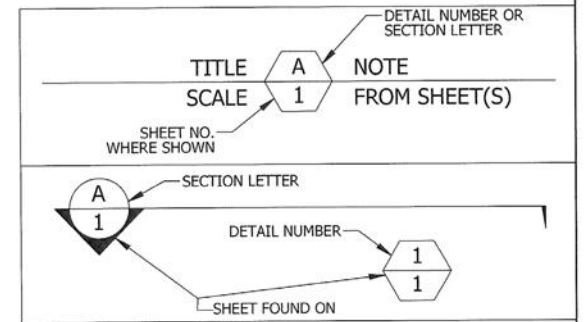 DETAIL NUMBER OR
SECTION LETTER
TITLE A NOTE
SCALE 1 FROM SHEET(S)
SHEET NO.
WHERE SHOWN
A SECTION LETTER
1
DETAIL NUMBER
1
1
SHEET FOUND ON